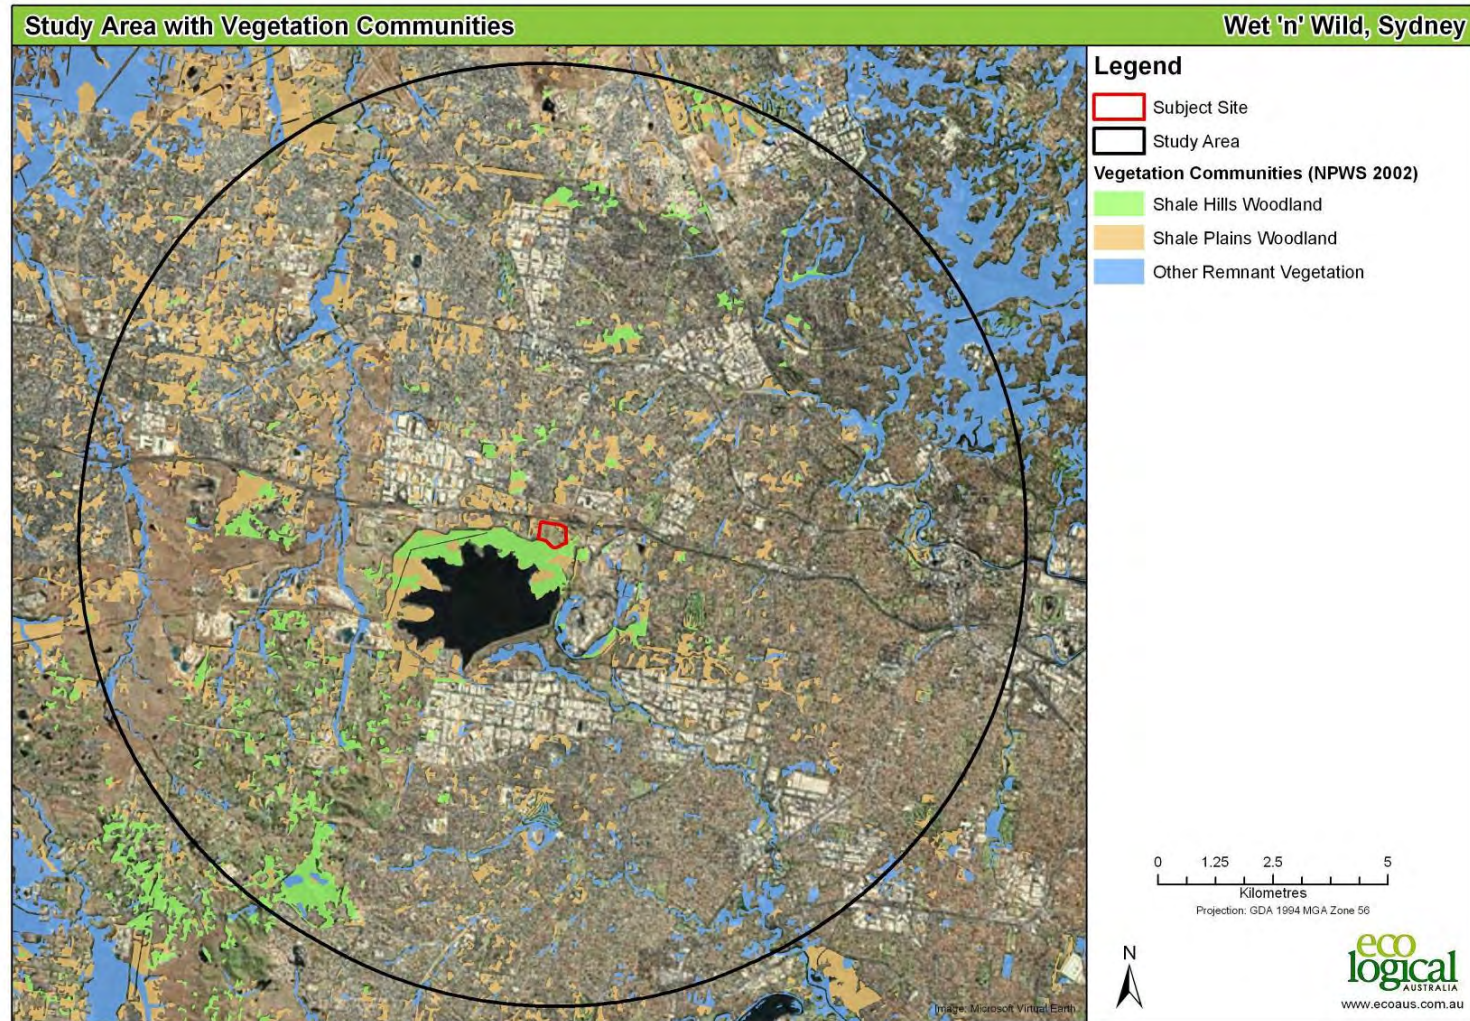 Study Area with Vegetation Communities
Wet 'n' Wild, Sydney
Legend
Subject Site
Study Area
Vegetation Communities (NPWS 2002)
Shale Hills Woodland
Shale Plains Woodland
Other Remnant Vegetation
0 1.25 2.5 5
Kilometres
Projection: GDA 1994 MGA Zone 56
N
eco
logical
AUSTRALIA
www.ecoaus.com.au
Image: Microsoft Virtual Earth